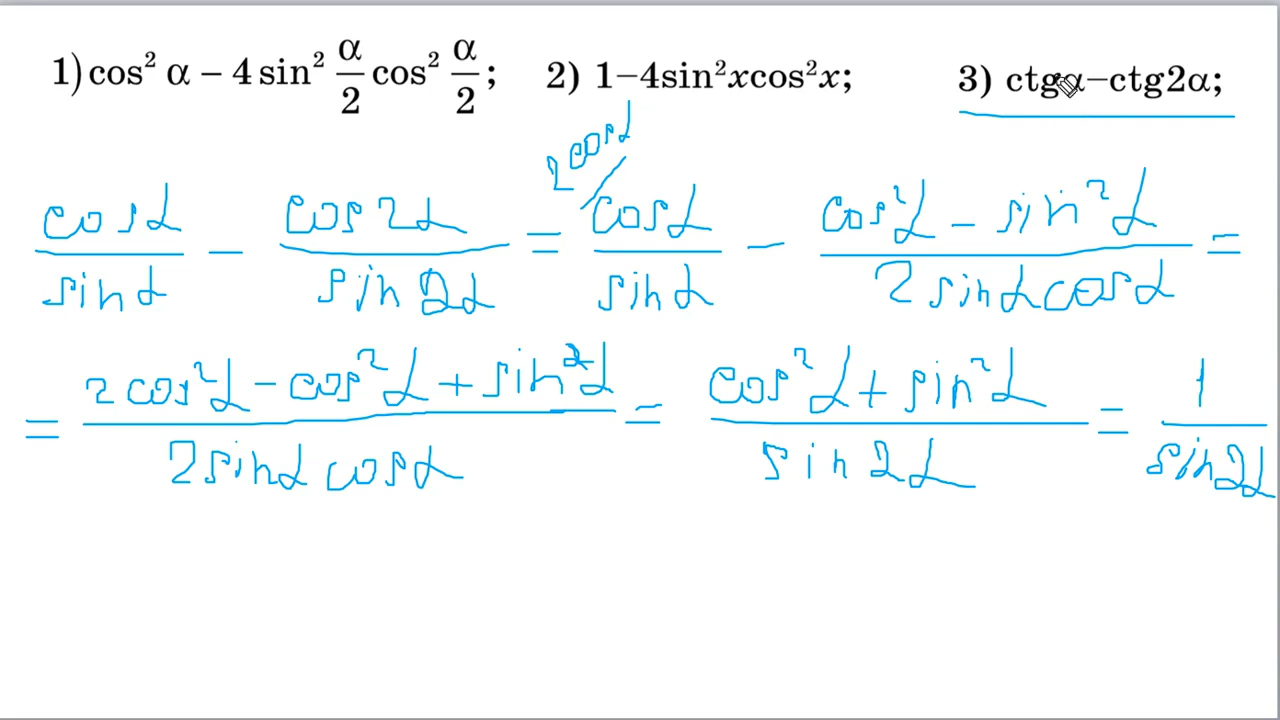 1) cos² α − 4 sin² α/2 cos² α/2; 2) 1−4sin²xcos²x; 3) ctgα−ctg2α;
cosα/sinα − cos2α/sin2α = cosα/sinα ^2cosα − (cos²α − sin²α)/(2sinαcosα) =
= (2cos²α − cos²α + sin²α)/(2sinαcosα) = (cos²α + sin²α)/(sin2α) = 1/sin2α